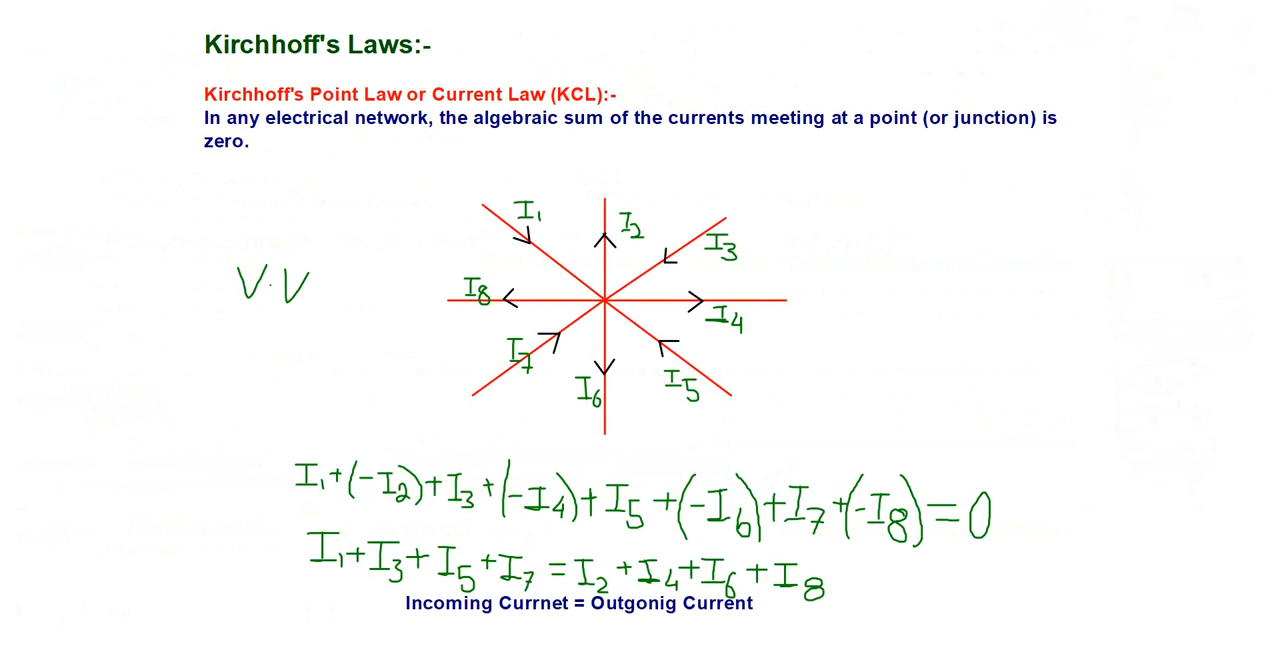 Kirchhoff's Laws:-
Kirchhoff's Point Law or Current Law (KCL):-
In any electrical network, the algebraic sum of the currents meeting at a point (or junction) is
zero.
I₁
I₂
I₃
V.V
I₈
I₄
I₇
I₆
I₅
I₁+(-I₂)+I₃+(-I₄)+I₅+(-I₆)+I₇+(-I₈)=0
I₁+I₃+I₅+I₇=I₂+I₄+I₆+I₈
Incoming Currnet = Outgonig Current